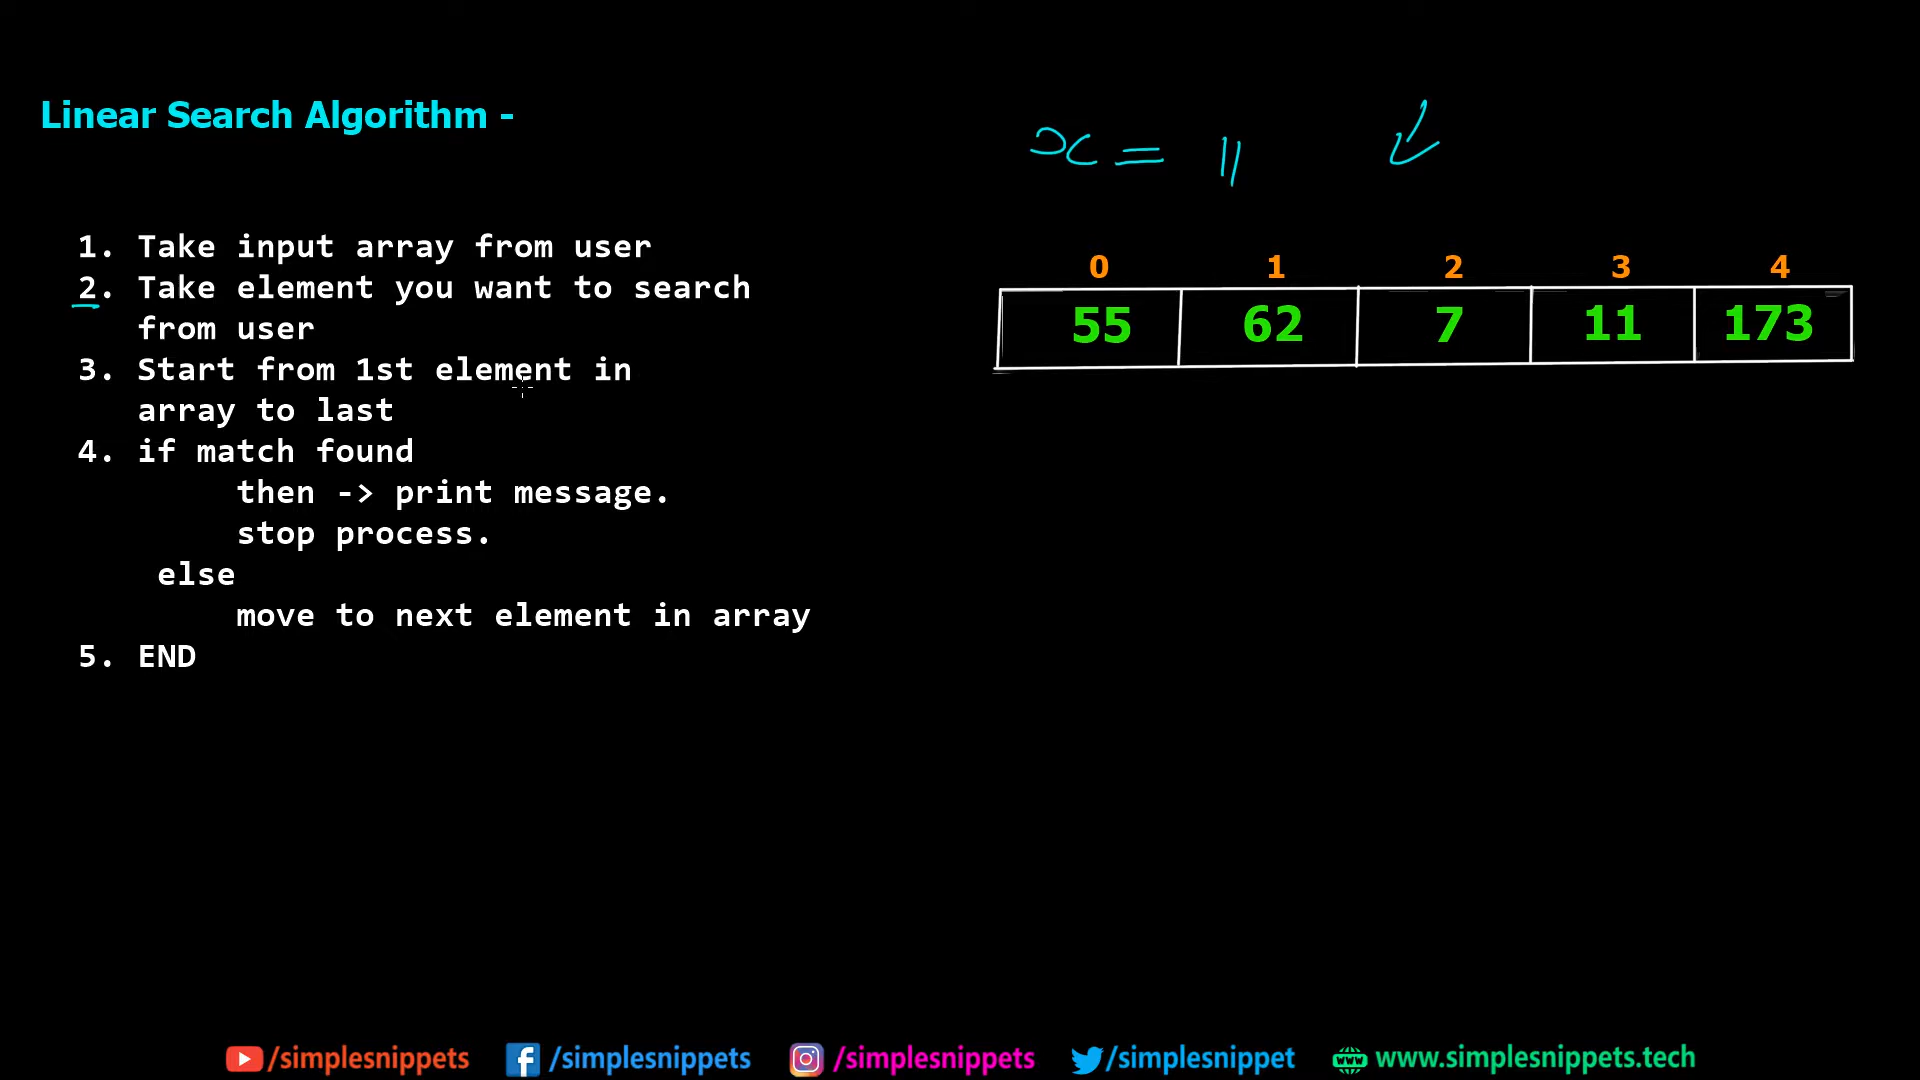 Linear Search Algorithm -
x = 11
1. Take input array from user
2. Take element you want to search
from user
3. Start from 1st element in
array to last
4. if match found
then -> print message.
stop process.
else
move to next element in array
5. END
0 1 2 3 4
55 62 7 11 173
/simplesnippets /simplesnippets /simplesnippets /simplesnippet www.simplesnippets.tech